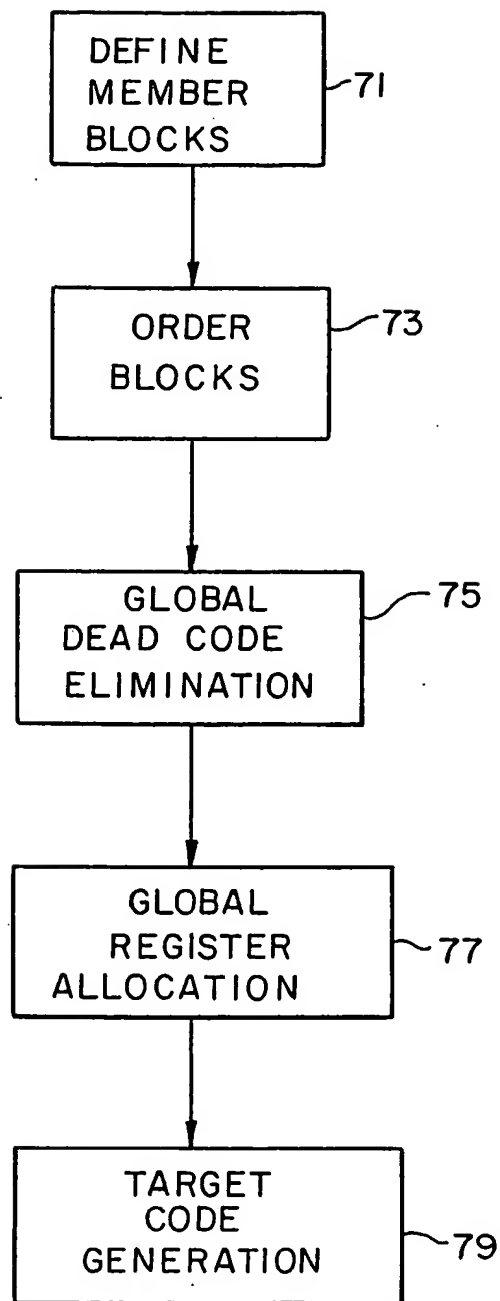 DEFINE
MEMBER
BLOCKS
71
ORDER
BLOCKS
73
GLOBAL
DEAD CODE
ELIMINATION
75
GLOBAL
REGISTER
ALLOCATION
77
TARGET
CODE
GENERATION
79